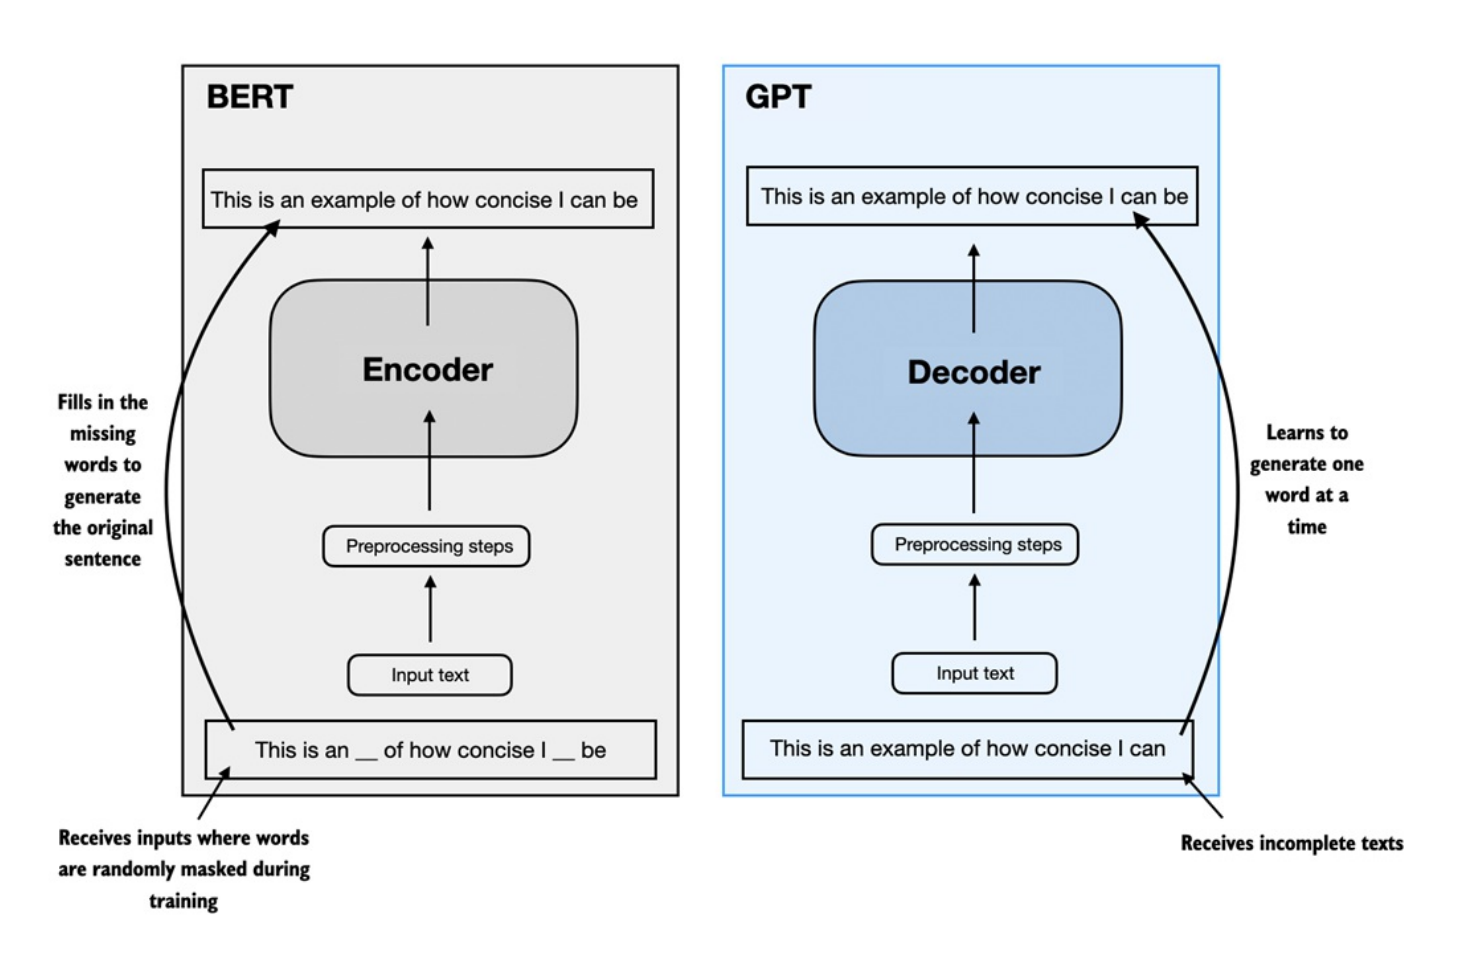 BERT
This is an example of how concise I can be
Encoder
Preprocessing steps
Input text
This is an __ of how concise I __ be
Fills in the
missing
words to
generate
the original
sentence
Receives inputs where words
are randomly masked during
training
GPT
This is an example of how concise I can be
Decoder
Preprocessing steps
Input text
This is an example of how concise I can
Learns to
generate one
word at a
time
Receives incomplete texts